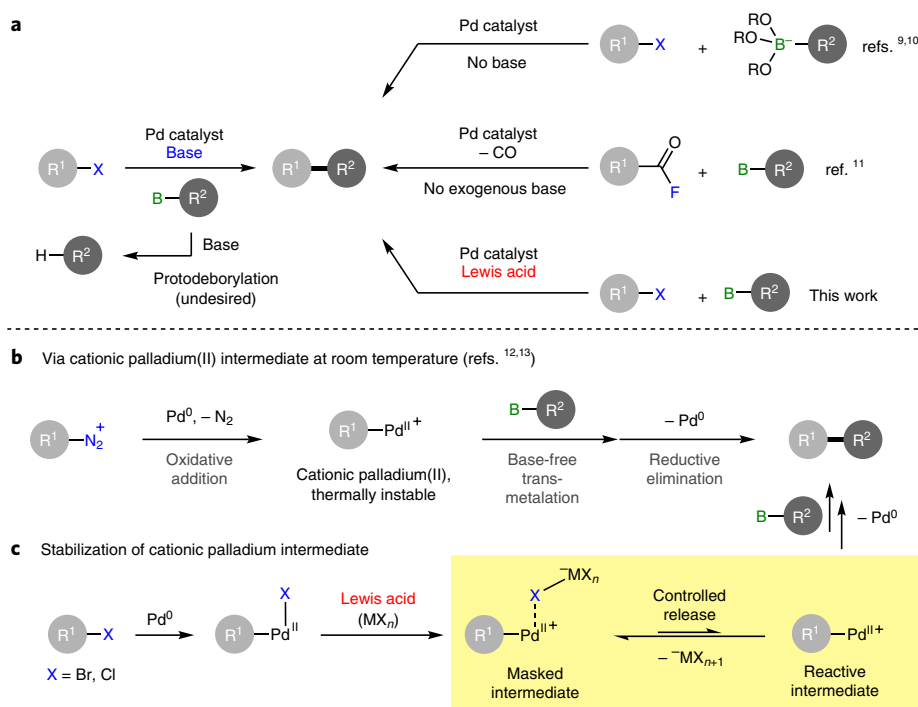 a
Pd catalyst
No base
R¹
X
+
RO
RO
RO
B⁻
R²
refs. ⁹,¹⁰
R¹
X
Pd catalyst
Base
B
R²
R¹
R²
Pd catalyst
– CO
No exogenous base
R¹
O
F
+
B
R²
ref. ¹¹
H
R²
Base
Protodeborylation
(undesired)
Pd catalyst
Lewis acid
R¹
X
+
B
R²
This work
b Via cationic palladium(II) intermediate at room temperature (refs. ¹²,¹³)
R¹
N₂
+
Pd⁰, – N₂
Oxidative
addition
R¹
Pdᴵᴵ⁺
Cationic palladium(II),
thermally instable
B
R²
Base-free
trans-
metalation
– Pd⁰
Reductive
elimination
R¹
R²
B
R²
– Pd⁰
c Stabilization of cationic palladium intermediate
R¹
X
X = Br, Cl
Pd⁰
X
R¹
Pdᴵᴵ
Lewis acid
(MXₙ)
⁻MXₙ
X
R¹
Pdᴵᴵ⁺
Masked
intermediate
Controlled
release
– ⁻MXₙ₊₁
R¹
Pdᴵᴵ⁺
Reactive
intermediate